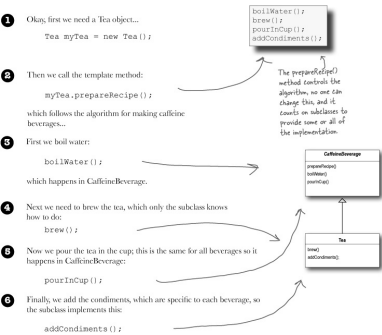 1 Okay, first we need a Tea object...
Tea myTea = new Tea();
boilWater();
brew();
pourInCup();
addCondiments();
2 Then we call the template method:
myTea.prepareRecipe();
which follows the algorithm for making caffeine
beverages...
The prepareRecipe()
method controls the
algorithm, no one can
change this, and it
counts on subclasses to
provide some or all of
the implementation.
3 First we boil water:
boilWater();
which happens in CaffeineBeverage.
CaffeineBeverage
prepareRecipe()
boilWater()
pourInCup()
4 Next we need to brew the tea, which only the subclass knows
how to do:
brew();
Tea
brew()
addCondiments()
5 Now we pour the tea in the cup; this is the same for all beverages so it
happens in CaffeineBeverage:
pourInCup();
6 Finally, we add the condiments, which are specific to each beverage, so
the subclass implements this:
addCondiments();